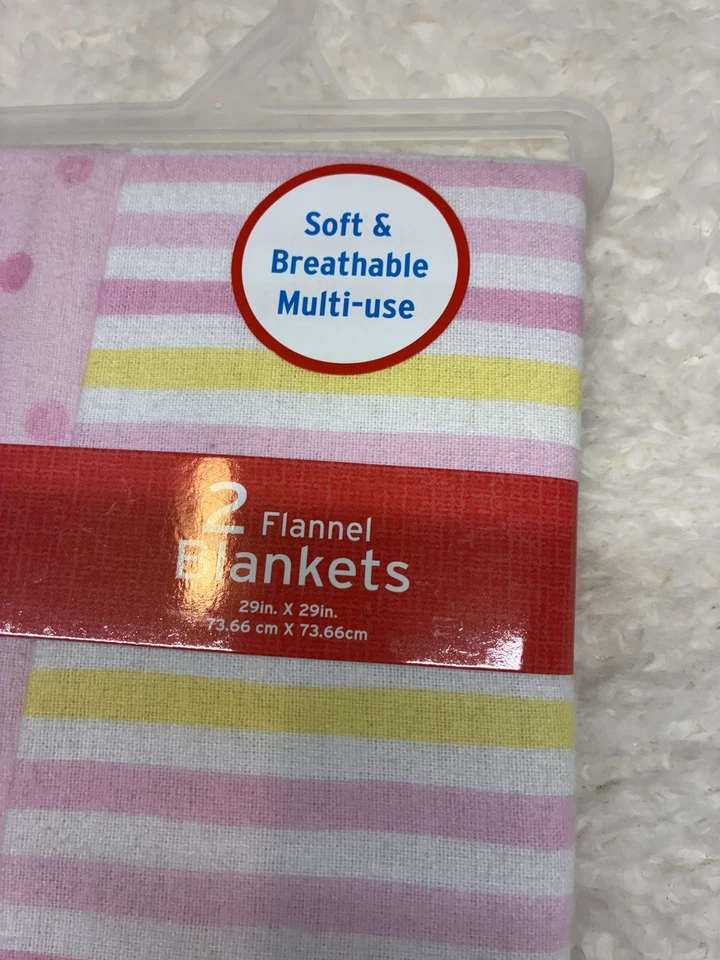 Soft &
Breathable
Multi-use
2 Flannel
Blankets
29in. X 29in.
73.66 cm X 73.66cm